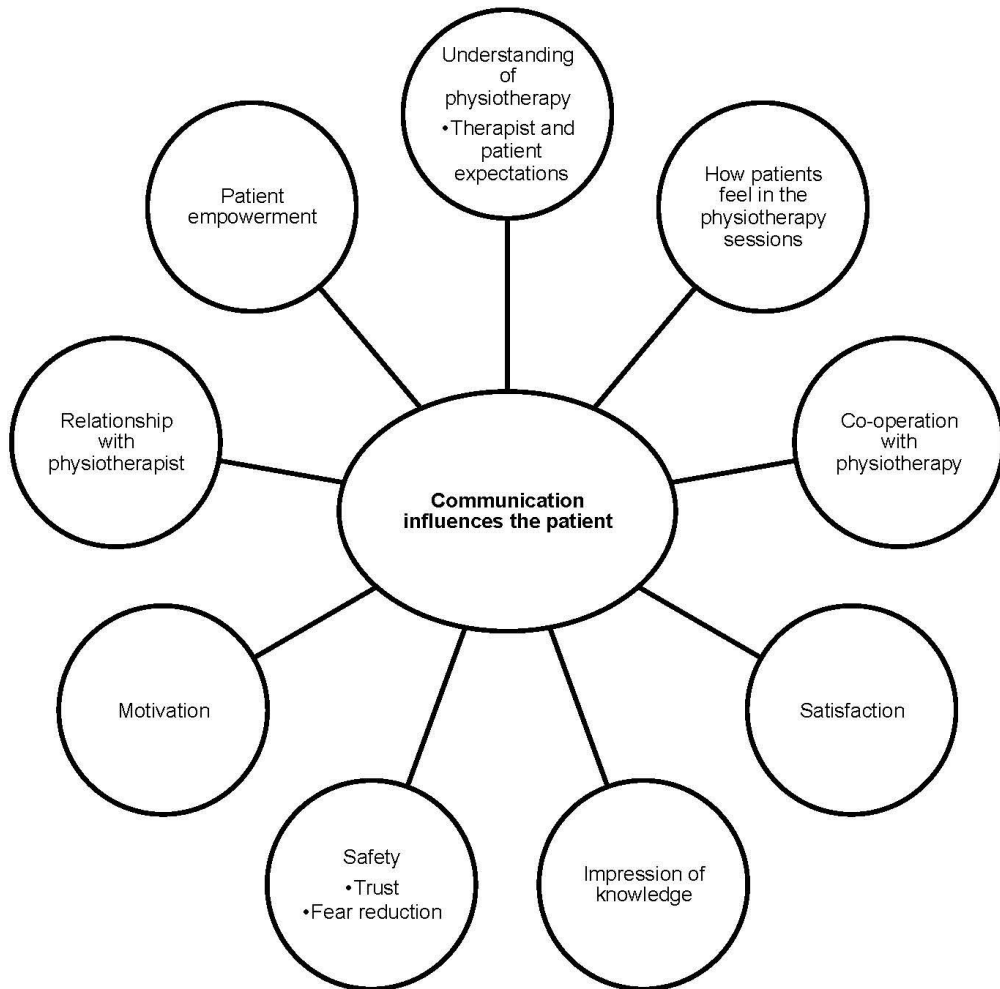 Understanding
of
physiotherapy
•Therapist and
patient
expectations
How patients
feel in the
physiotherapy
sessions
Co-operation
with
physiotherapy
Satisfaction
Impression of
knowledge
Safety
•Trust
•Fear reduction
Motivation
Relationship
with
physiotherapist
Patient
empowerment
Communication
influences the patient